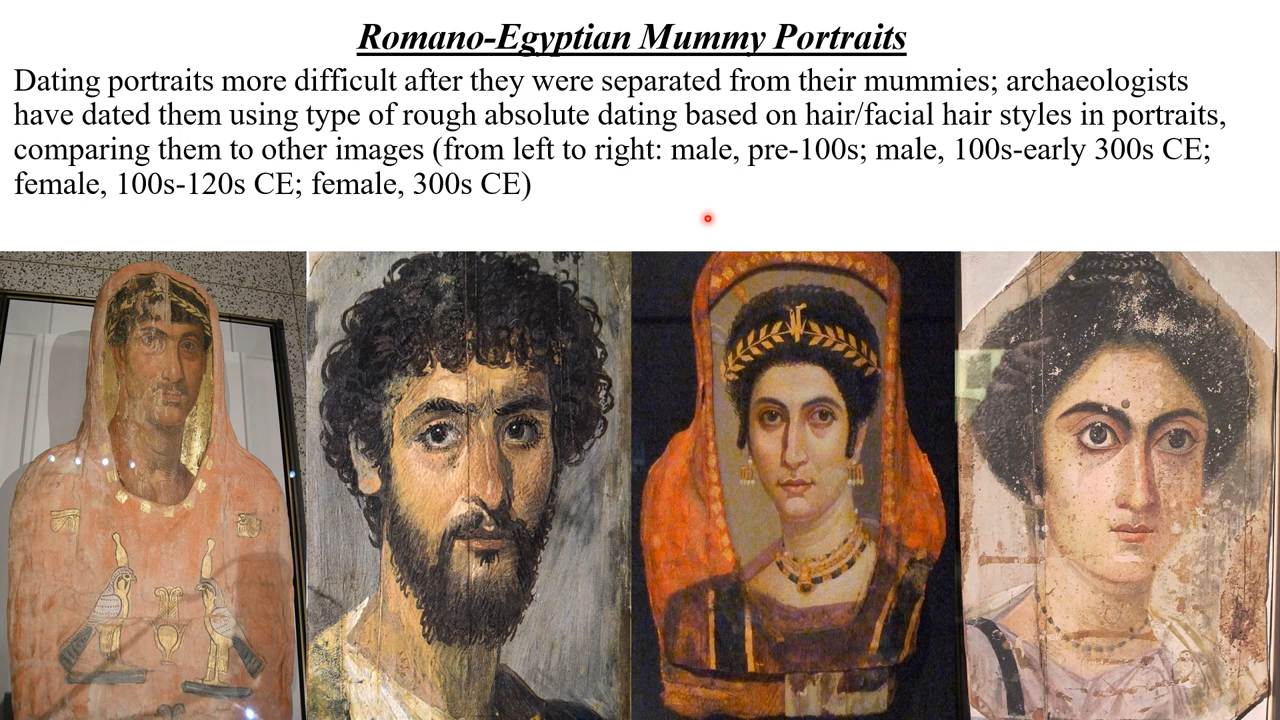 Romano-Egyptian Mummy Portraits
Dating portraits more difficult after they were separated from their mummies; archaeologists
have dated them using type of rough absolute dating based on hair/facial hair styles in portraits,
comparing them to other images (from left to right: male, pre-100s; male, 100s-early 300s CE;
female, 100s-120s CE; female, 300s CE)